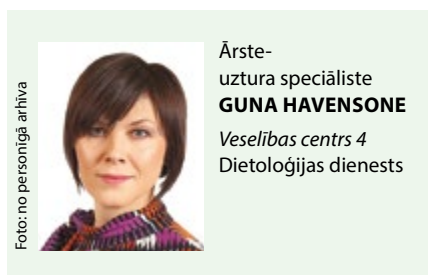 Ārste-
uztura speciāliste
GUNA HAVENSONE
Veselības centrs 4
Dietoloģijas dienests
Foto: no personīgā arhīva